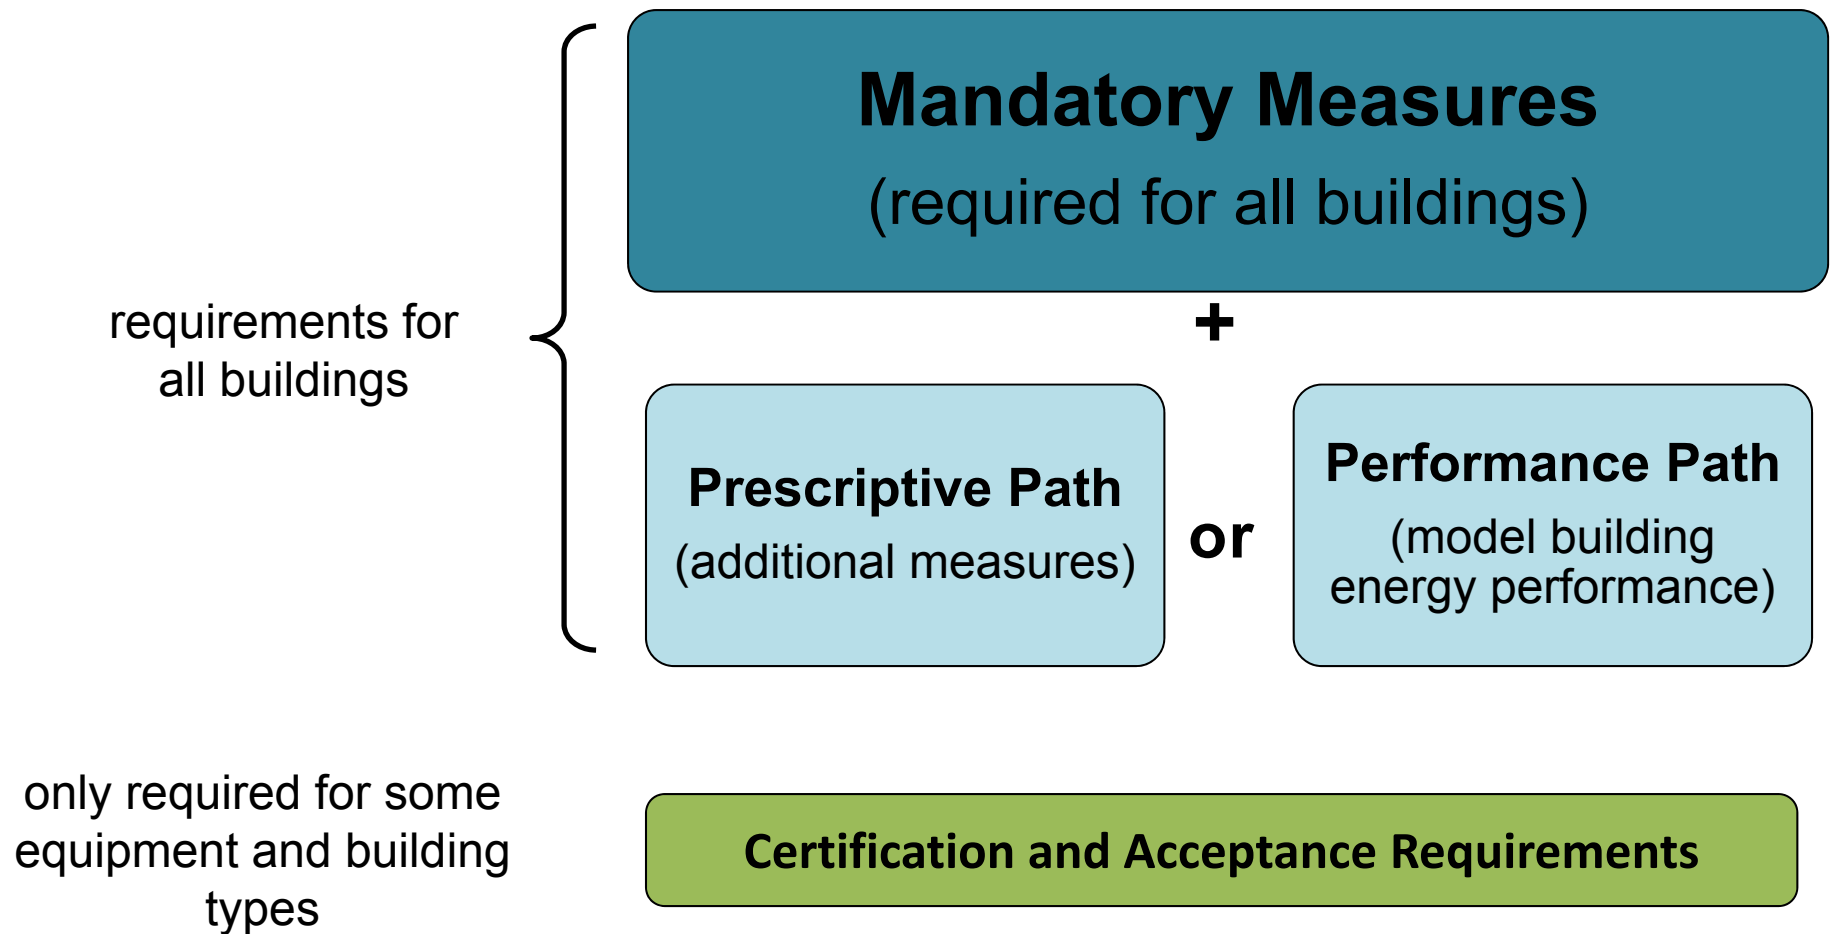 Mandatory Measures
(required for all buildings)
requirements for
all buildings
+
Prescriptive Path
(additional measures)
or
Performance Path
(model building
energy performance)
only required for some
equipment and building
types
Certification and Acceptance Requirements